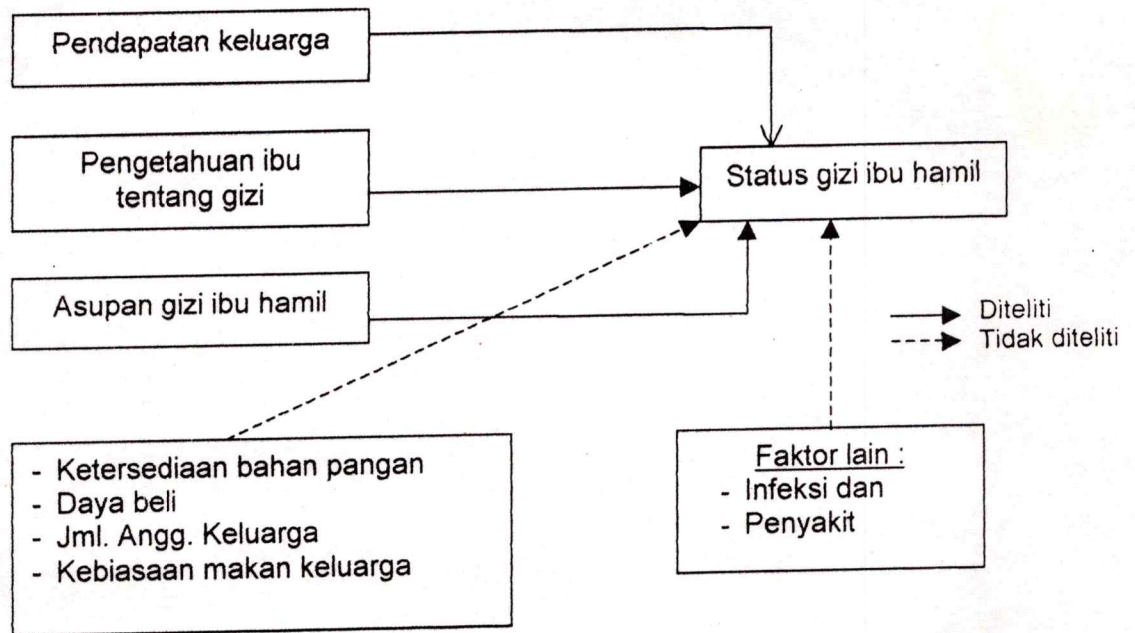 Pendapatan keluarga
Pengetahuan ibu
tentang gizi
Status gizi ibu hamil
Asupan gizi ibu hamil
Diteliti
Tidak diteliti
- Ketersediaan bahan pangan
- Daya beli
- Jml. Angg. Keluarga
- Kebiasaan makan keluarga
Faktor lain :
- Infeksi dan
- Penyakit